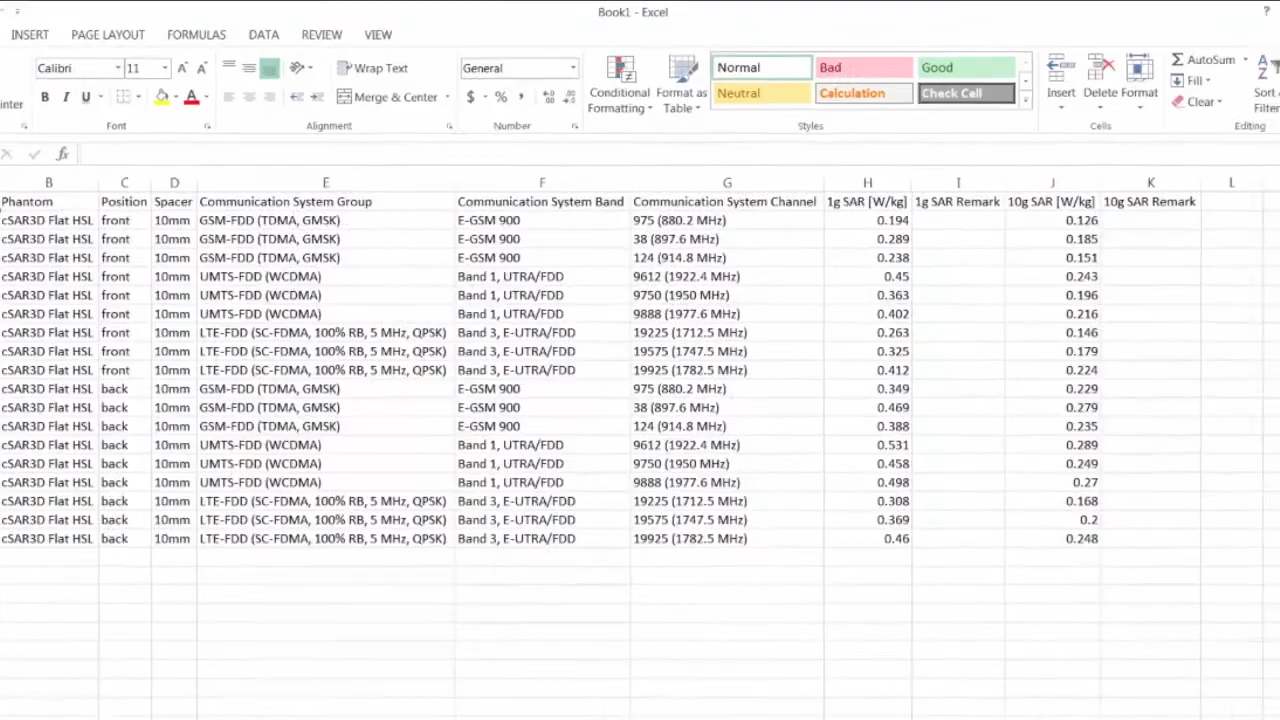 Book1 - Excel ?
INSERT PAGE LAYOUT FORMULAS DATA REVIEW VIEW
Calibri 11 A A Wrap Text General Normal Bad Good AutoSum A
B I U A Merge & Center $ % , Conditional Format as Neutral Calculation Check Cell Insert Delete Format Fill Z Sort
Formatting Table Clear Filter
Font Alignment Number Styles Cells Editing
fx
B C D E F G H I J K L
Phantom Position Spacer Communication System Group Communication System Band Communication System Channel 1g SAR [W/kg] 1g SAR Remark 10g SAR [W/kg] 10g SAR Remark
cSAR3D Flat HSL front 10mm GSM-FDD (TDMA, GMSK) E-GSM 900 975 (880.2 MHz) 0.194 0.126
cSAR3D Flat HSL front 10mm GSM-FDD (TDMA, GMSK) E-GSM 900 38 (897.6 MHz) 0.289 0.185
cSAR3D Flat HSL front 10mm GSM-FDD (TDMA, GMSK) E-GSM 900 124 (914.8 MHz) 0.238 0.151
cSAR3D Flat HSL front 10mm UMTS-FDD (WCDMA) Band 1, UTRA/FDD 9612 (1922.4 MHz) 0.45 0.243
cSAR3D Flat HSL front 10mm UMTS-FDD (WCDMA) Band 1, UTRA/FDD 9750 (1950 MHz) 0.363 0.196
cSAR3D Flat HSL front 10mm UMTS-FDD (WCDMA) Band 1, UTRA/FDD 9888 (1977.6 MHz) 0.402 0.216
cSAR3D Flat HSL front 10mm LTE-FDD (SC-FDMA, 100% RB, 5 MHz, QPSK) Band 3, E-UTRA/FDD 19225 (1712.5 MHz) 0.263 0.146
cSAR3D Flat HSL front 10mm LTE-FDD (SC-FDMA, 100% RB, 5 MHz, QPSK) Band 3, E-UTRA/FDD 19575 (1747.5 MHz) 0.325 0.179
cSAR3D Flat HSL front 10mm LTE-FDD (SC-FDMA, 100% RB, 5 MHz, QPSK) Band 3, E-UTRA/FDD 19925 (1782.5 MHz) 0.412 0.224
cSAR3D Flat HSL back 10mm GSM-FDD (TDMA, GMSK) E-GSM 900 975 (880.2 MHz) 0.349 0.229
cSAR3D Flat HSL back 10mm GSM-FDD (TDMA, GMSK) E-GSM 900 38 (897.6 MHz) 0.469 0.279
cSAR3D Flat HSL back 10mm GSM-FDD (TDMA, GMSK) E-GSM 900 124 (914.8 MHz) 0.388 0.235
cSAR3D Flat HSL back 10mm UMTS-FDD (WCDMA) Band 1, UTRA/FDD 9612 (1922.4 MHz) 0.531 0.289
cSAR3D Flat HSL back 10mm UMTS-FDD (WCDMA) Band 1, UTRA/FDD 9750 (1950 MHz) 0.458 0.249
cSAR3D Flat HSL back 10mm UMTS-FDD (WCDMA) Band 1, UTRA/FDD 9888 (1977.6 MHz) 0.498 0.27
cSAR3D Flat HSL back 10mm LTE-FDD (SC-FDMA, 100% RB, 5 MHz, QPSK) Band 3, E-UTRA/FDD 19225 (1712.5 MHz) 0.308 0.168
cSAR3D Flat HSL back 10mm LTE-FDD (SC-FDMA, 100% RB, 5 MHz, QPSK) Band 3, E-UTRA/FDD 19575 (1747.5 MHz) 0.369 0.2
cSAR3D Flat HSL back 10mm LTE-FDD (SC-FDMA, 100% RB, 5 MHz, QPSK) Band 3, E-UTRA/FDD 19925 (1782.5 MHz) 0.46 0.248